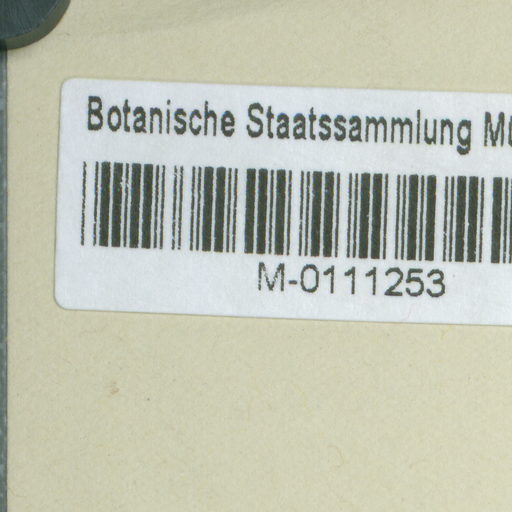 Botanische Staatssammlung
M-0111253